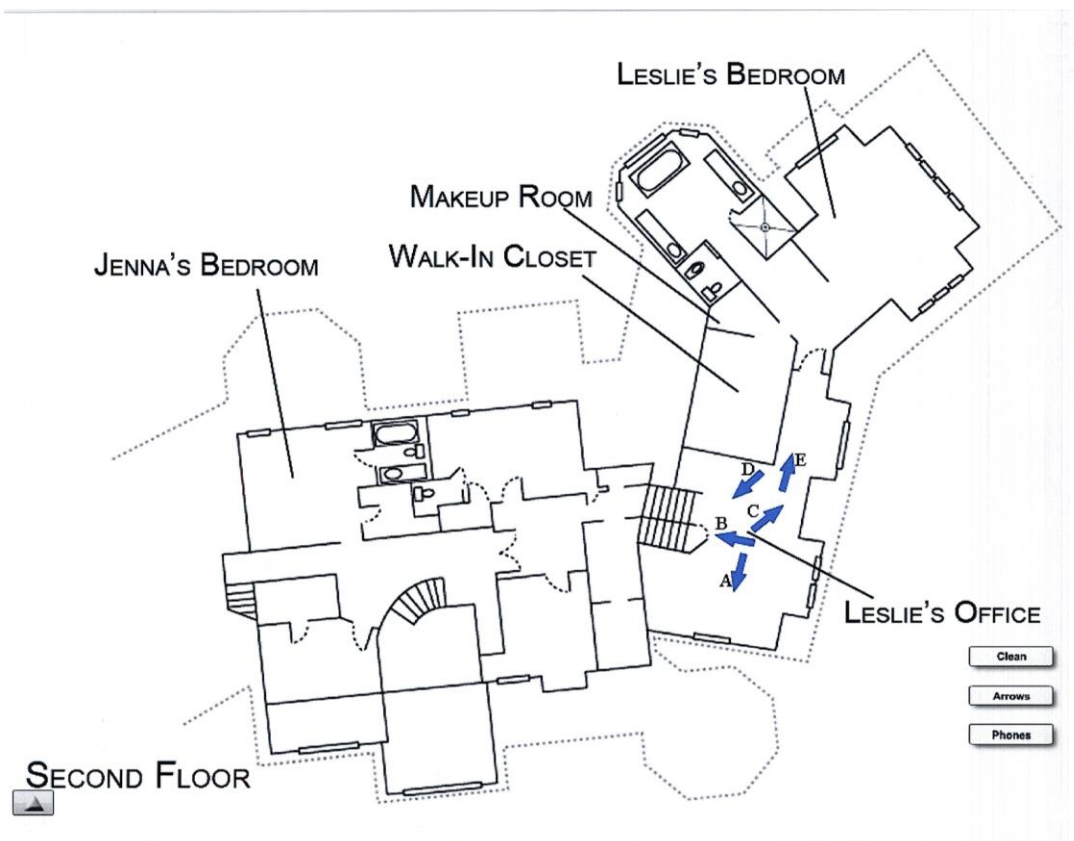 LESLIE'S BEDROOM
MAKEUP ROOM
WALK-IN CLOSET
JENNA'S BEDROOM
D
E
C
B
A
LESLIE'S OFFICE
Clean
Arrows
Phones
SECOND FLOOR